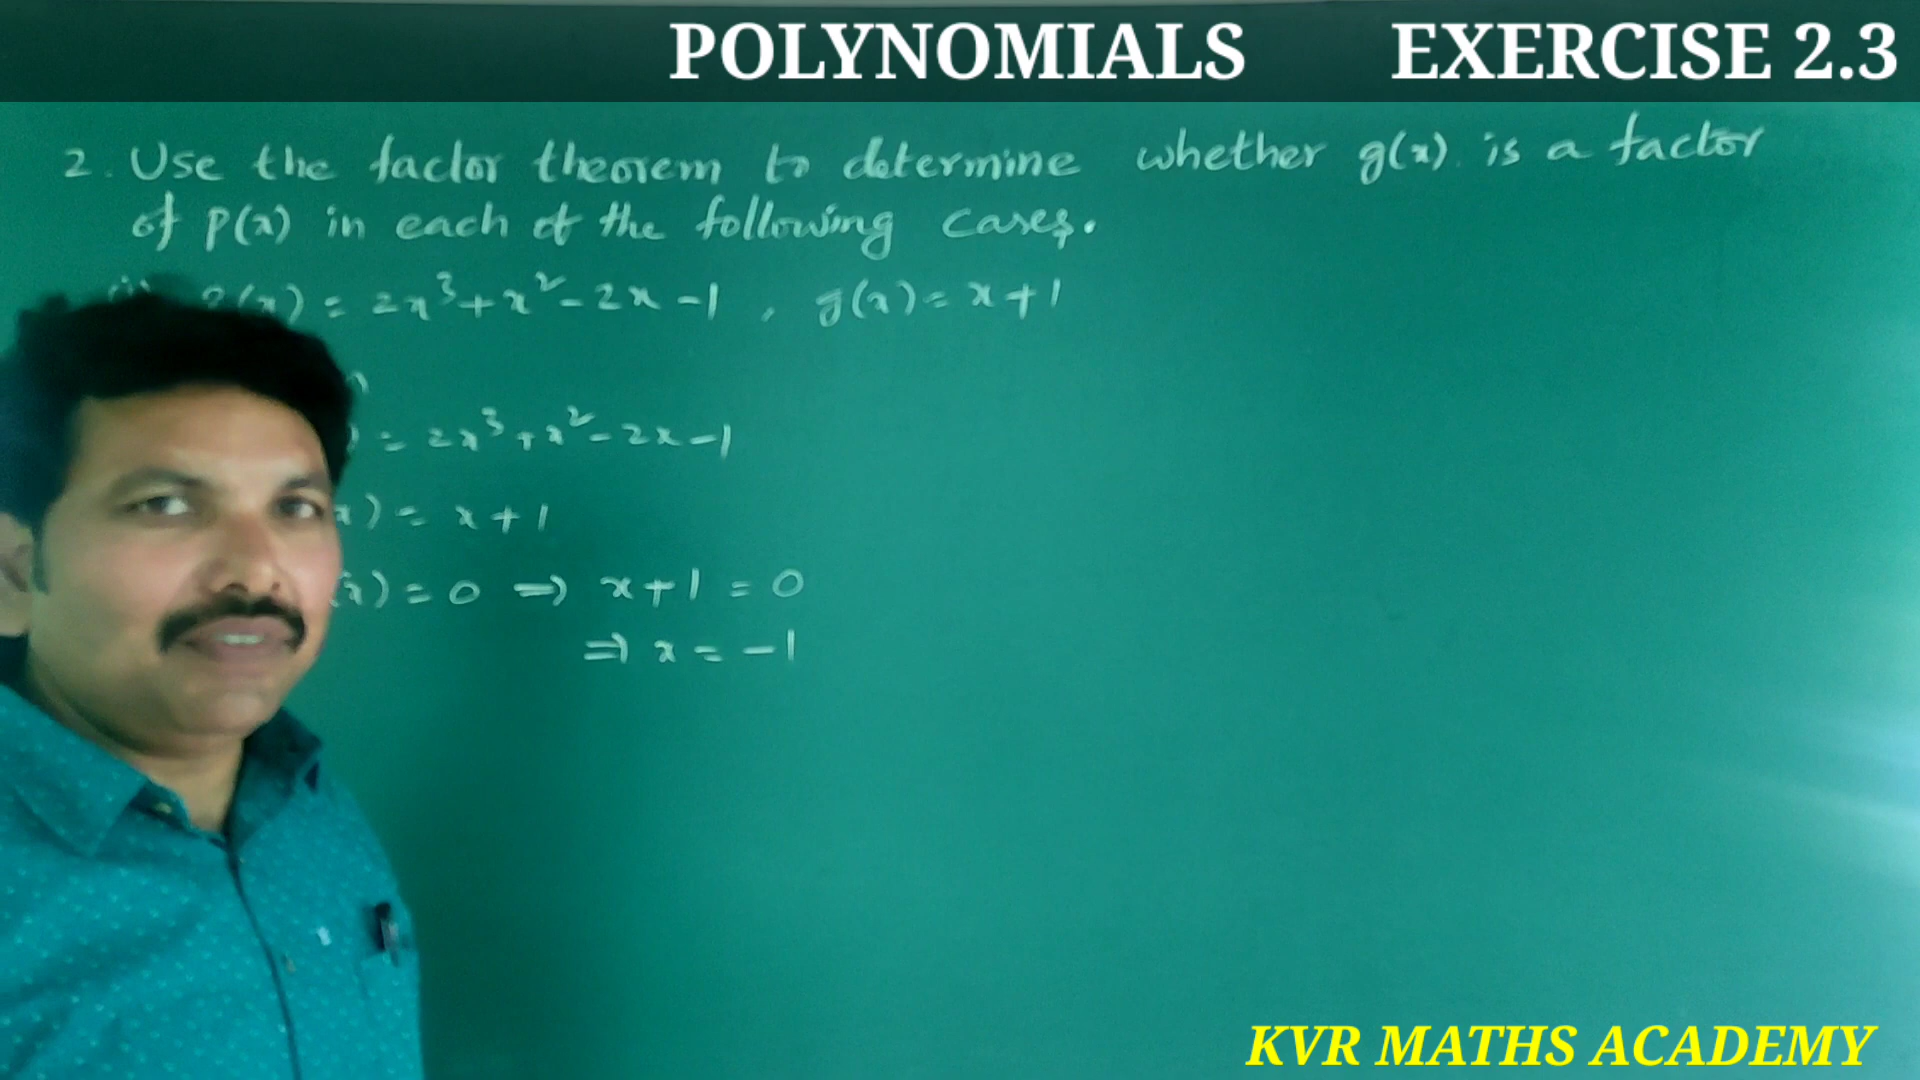 POLYNOMIALS EXERCISE 2.3
2. Use the factor theorem to determine whether g(x) is a factor
of p(x) in each of the following cases.
(x) = 2x³+x²-2x-1, g(x) = x+1
) = 2x³+x²-2x-1
x) = x+1
(x) = 0 ⇒ x+1 = 0
⇒ x = -1
KVR MATHS ACADEMY